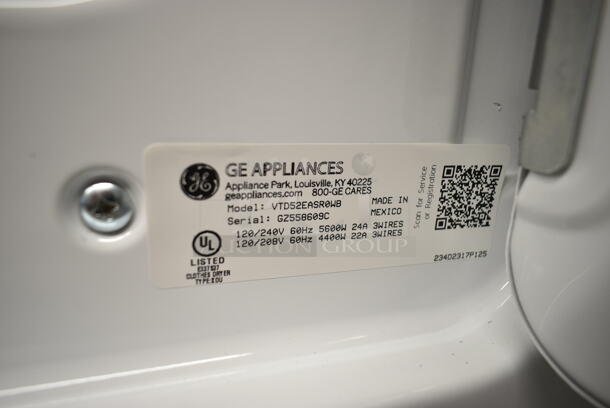 GE APPLIANCES
Appliance Park, Louisville, KY 40225
geappliances.com 800-GE CARES
Model: VTD52EASR0WB
Serial: GZ558609C
MADE IN
MEXICO
120/240V 60Hz 5600W 24A 3WIRES
120/208V 60Hz 4400W 22A 3WIRES
UL
LISTED
CLOTHES DRYER
Scan for Service
or Registration
234D2317P125
AUCTION GROUP